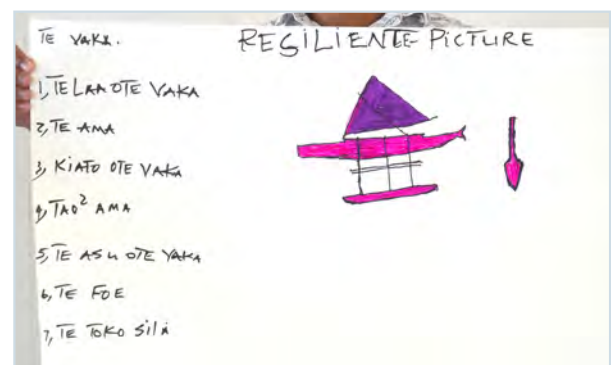 TE VAKA.
RESILIENTE PICTURE
1, TE LAA OTE VAKA
2, TE AMA
3, KIATO OTE VAKA
4, TAO² AMA
5, TE ASU OTE VAKA
6, TE FOE
7, TE TOKO SILA